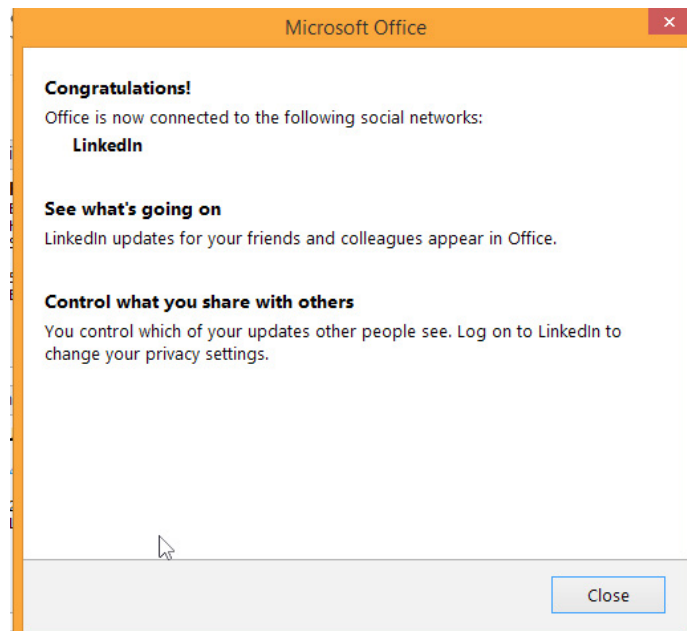 Microsoft Office
Congratulations!
Office is now connected to the following social networks:
LinkedIn
See what's going on
LinkedIn updates for your friends and colleagues appear in Office.
Control what you share with others
You control which of your updates other people see. Log on to LinkedIn to
change your privacy settings.
Close